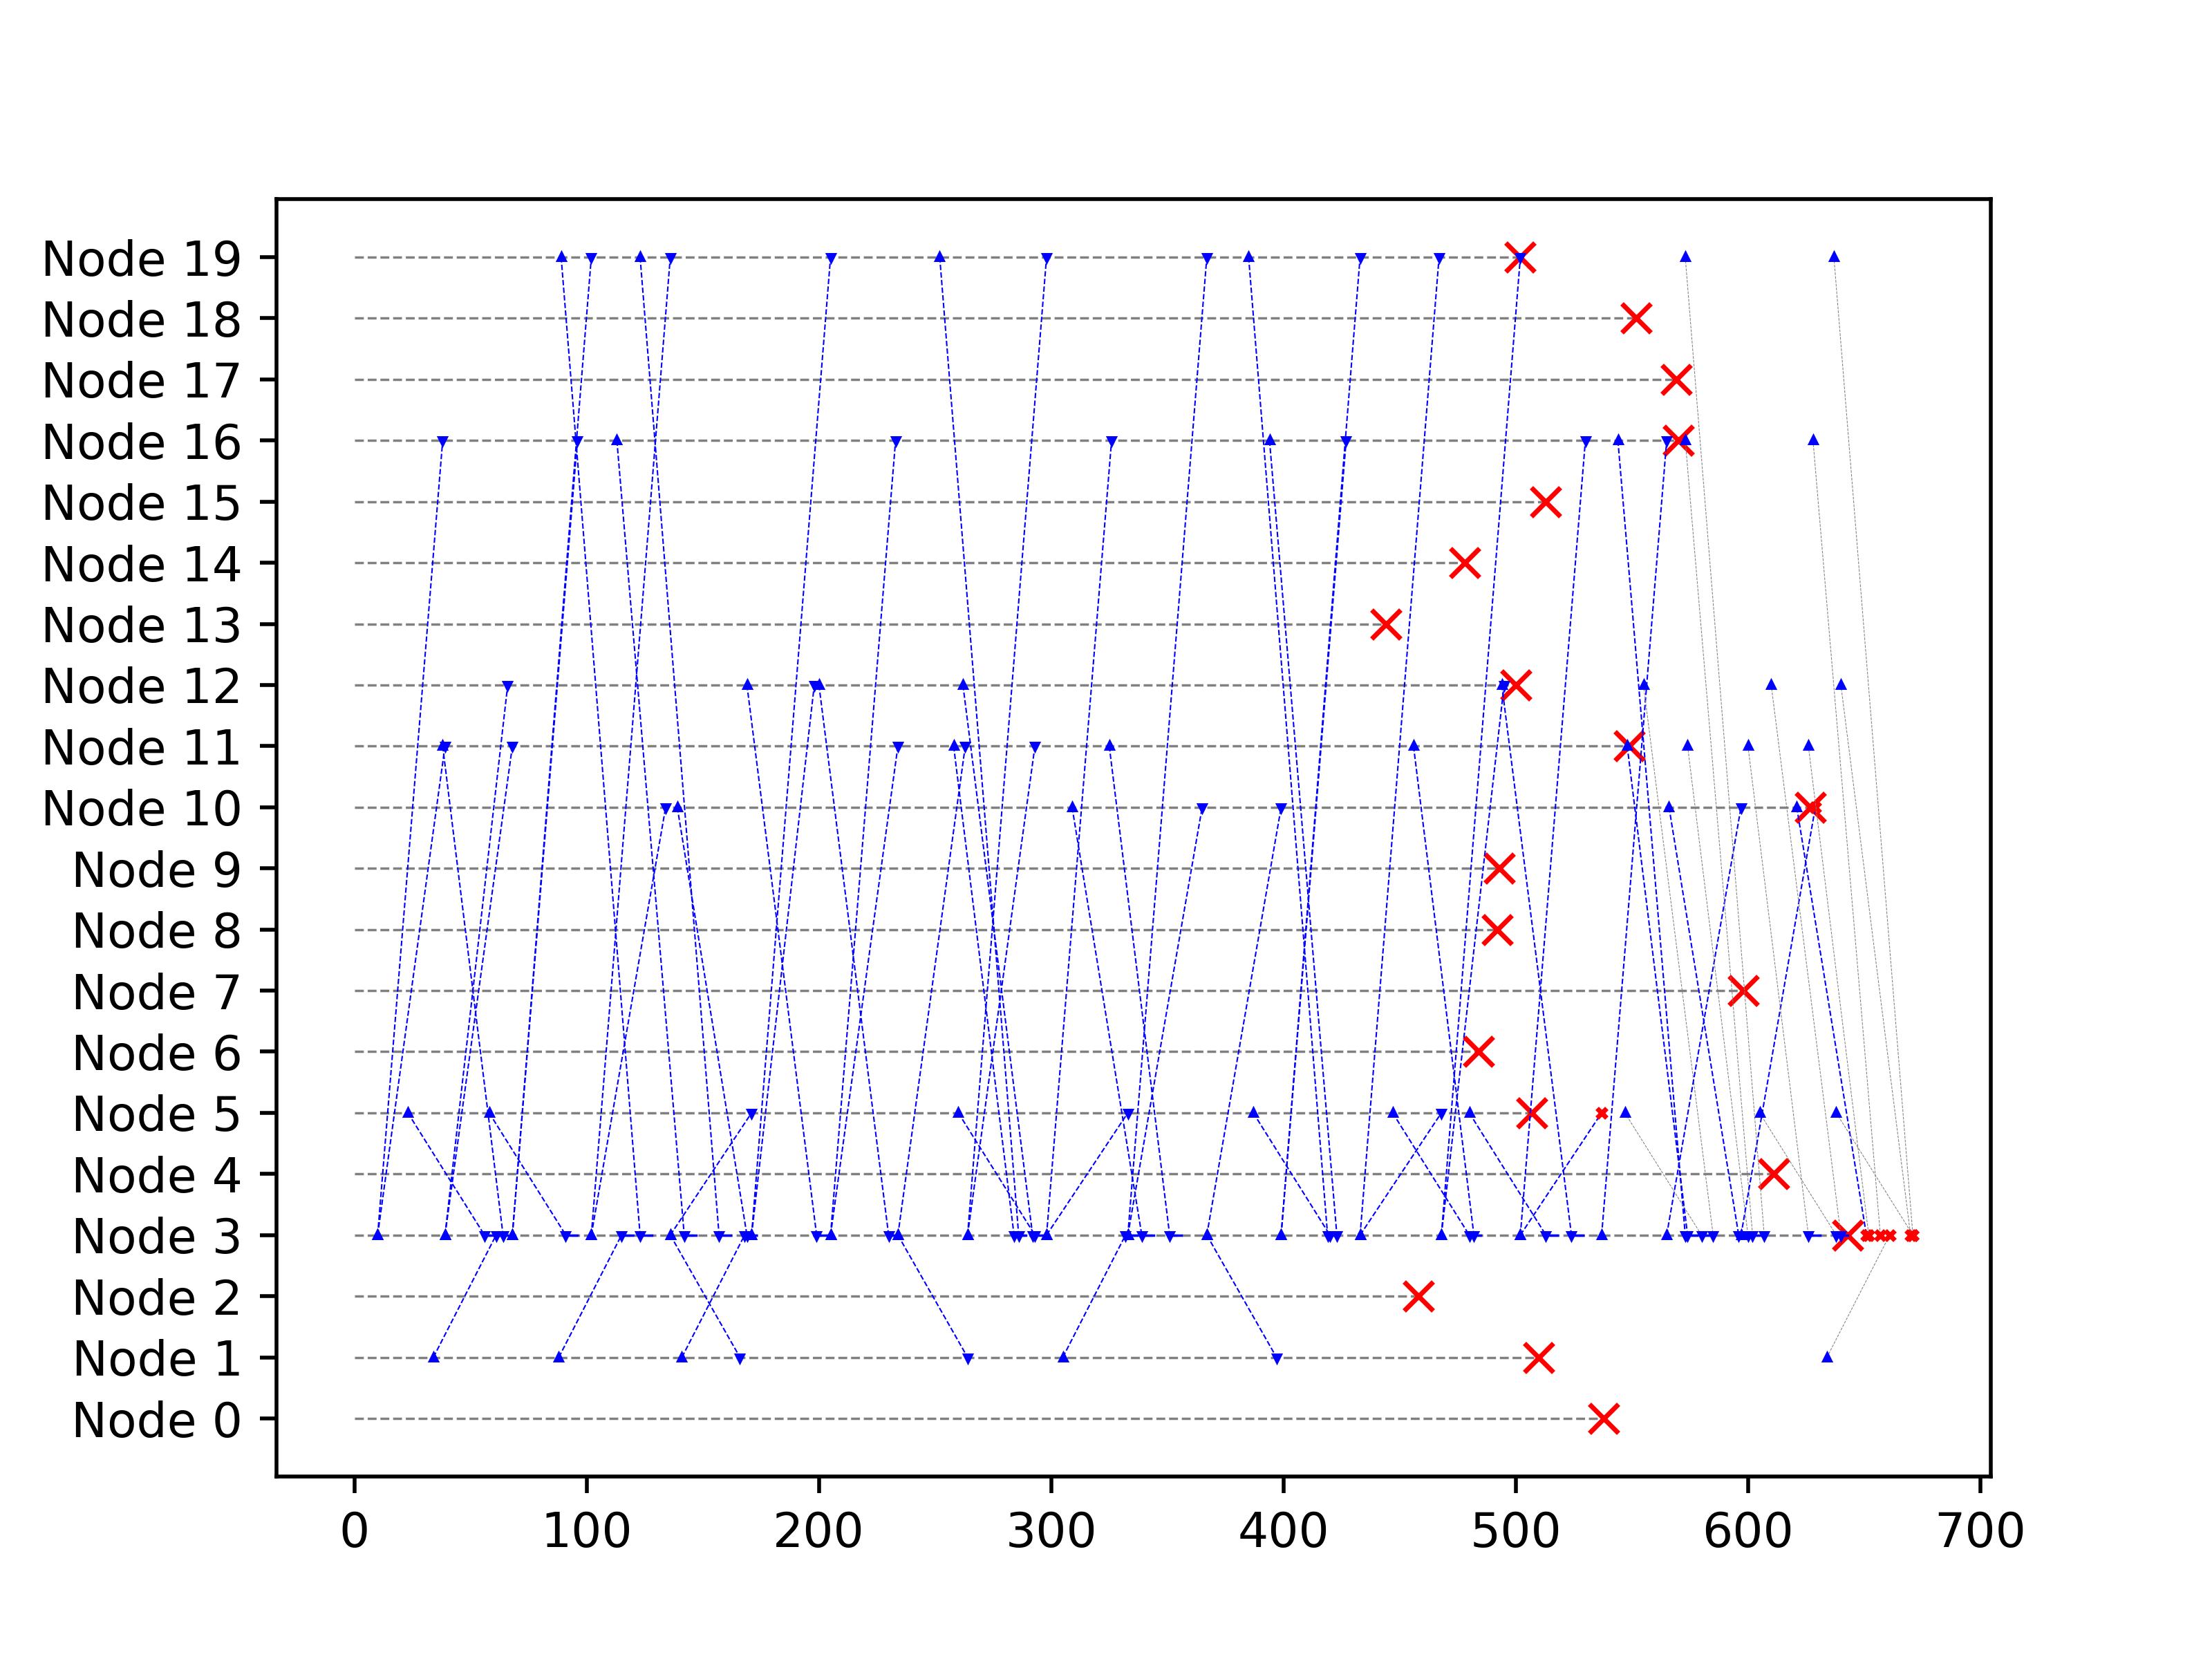 Node 19
Node 18
Node 17
Node 16
Node 15
Node 14
Node 13
Node 12
Node 11
Node 10
Node 9
Node 8
Node 7
Node 6
Node 5
Node 4
Node 3
Node 2
Node 1
Node 0
0 100 200 300 400 500 600 700